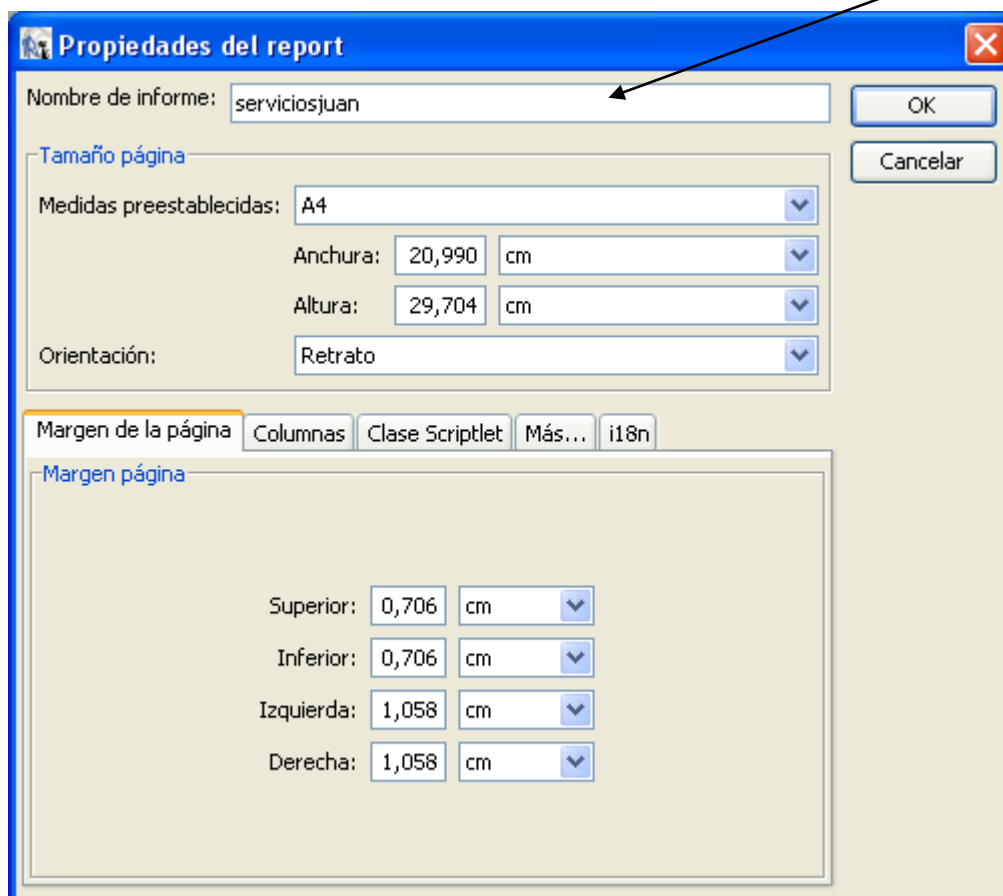 Propiedades del report
Nombre de informe: serviciosjuan
OK
Tamaño página
Cancelar
Medidas preestablecidas: A4
Anchura: 20,990 cm
Altura: 29,704 cm
Orientación: Retrato
Margen de la página Columnas Clase Scriptlet Más... i18n
Margen página
Superior: 0,706 cm
Inferior: 0,706 cm
Izquierda: 1,058 cm
Derecha: 1,058 cm